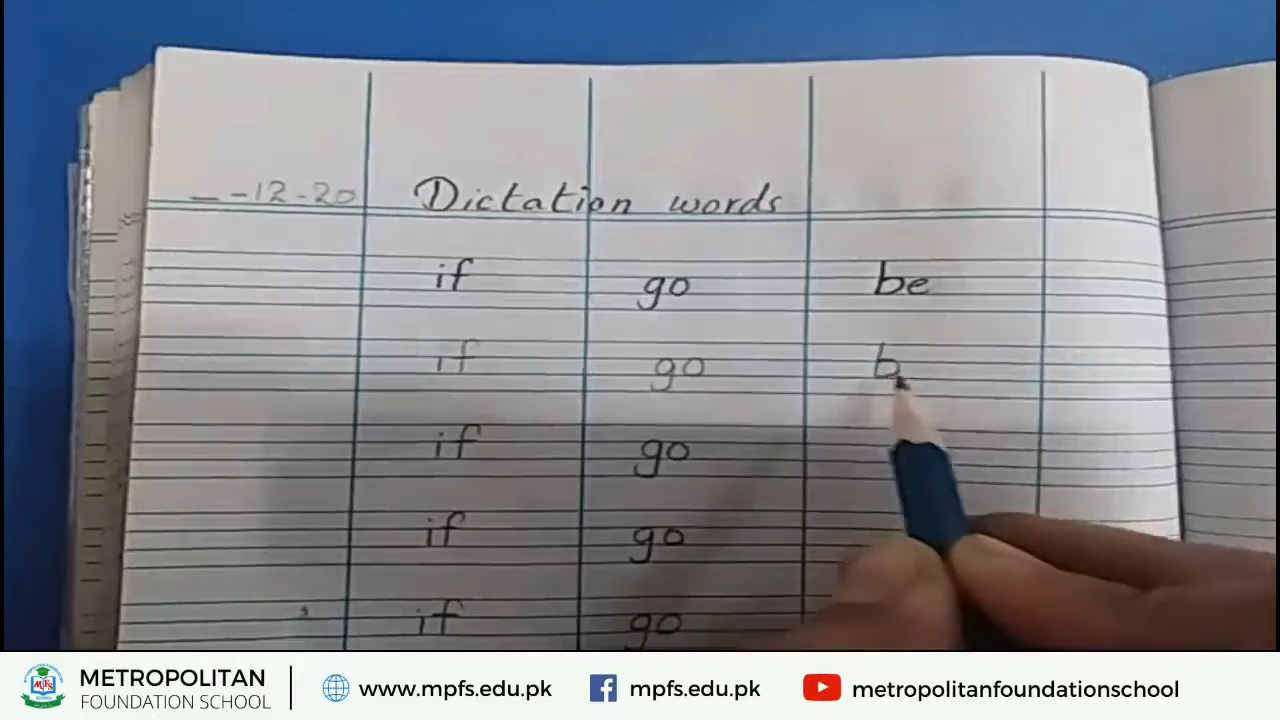 _ -12-20 Dictation words
if go be
if go b
if go
if go
if go
METROPOLITAN
FOUNDATION SCHOOL
www.mpfs.edu.pk
mpfs.edu.pk
metropolitanfoundationschool